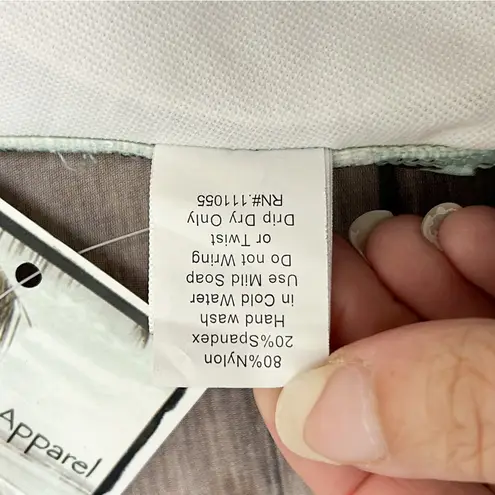 80%Nylon
20%Spandex
Hand wash
in Cold Water
Use Mild Soap
Do not Wring
or Twist
Drip Dry Only
RN#.111055
Apparel